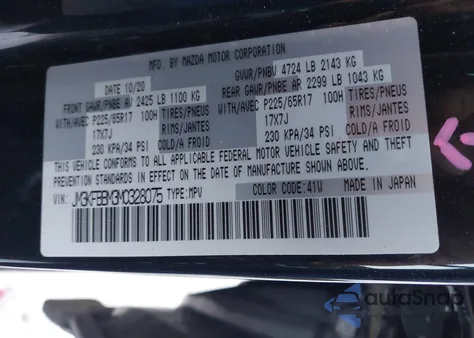 MFD. BY MAZDA MOTOR CORPORATION
DATE 10/20 GVWR/PNBV 4724 LB 2143 KG
FRONT GAWR/PNBE AV 2425 LB 1100 KG REAR GAWR/PNBE AR 2299 LB 1043 KG
W/AVEC P225/65R17 100H TIRES/PNEUS W/AVEC P225/65R17 100H TIRES/PNEUS
17X7J RIMS/JANTES 17X7J RIMS/JANTES
230 KPA/34 PSI COLD/A FROID 230 KPA/34 PSI COLD/A FROID
THIS VEHICLE CONFORMS TO ALL APPLICABLE FEDERAL MOTOR VEHICLE SAFETY AND THEFT
PREVENTION STANDARDS IN EFFECT ON THE DATE OF MANUFACTURE SHOWN ABOVE.
VIN: JM3KFBBM3M0328075 TYPE:MPV COLOR CODE:41W MADE IN JAPAN
autoSnap